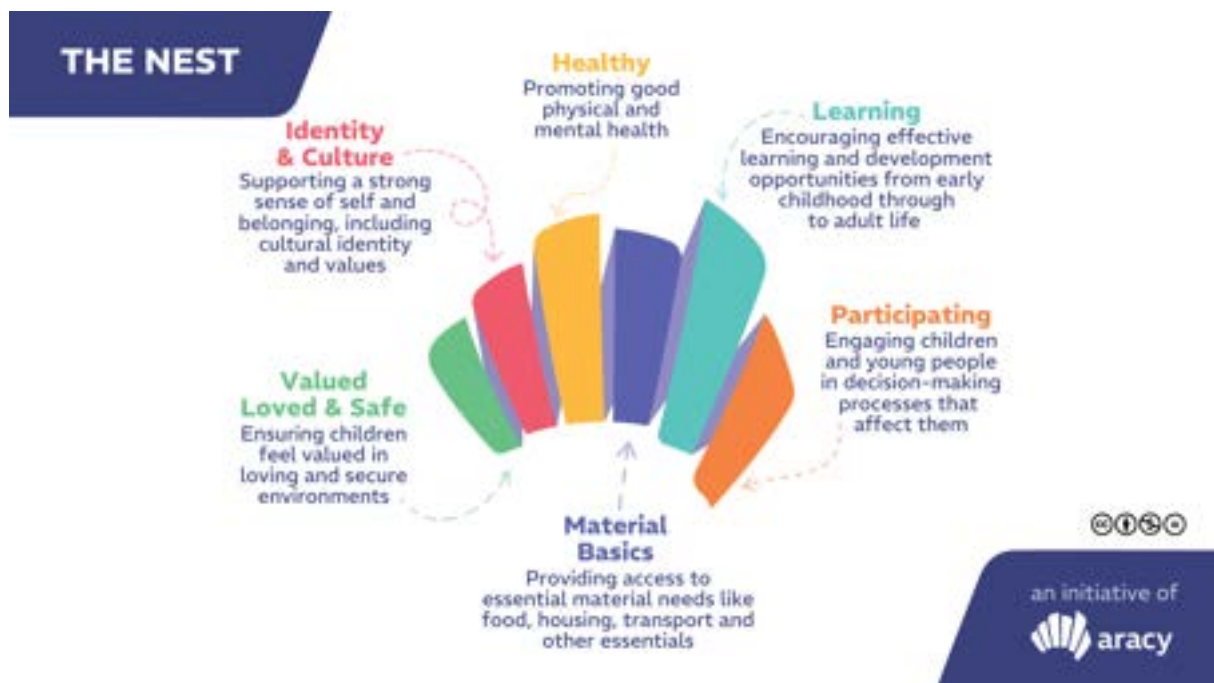 THE NEST
Healthy
Promoting good
physical and
mental health
Learning
Encouraging effective
learning and development
opportunities from early
childhood through
to adult life
Identity
& Culture
Supporting a strong
sense of self and
belonging, including
cultural identity
and values
Participating
Engaging children
and young people
in decision-making
processes that
affect them
Valued
Loved & Safe
Ensuring children
feel valued in
loving and secure
environments
Material
Basics
Providing access to
essential material needs like
food, housing, transport and
other essentials
cc
an initiative of
aracy